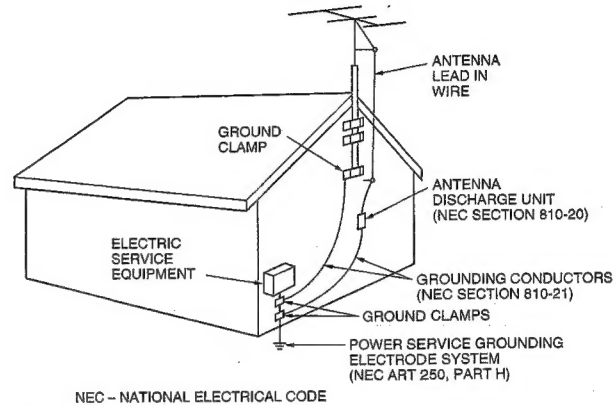 ANTENNA
LEAD IN
WIRE
GROUND
CLAMP
ANTENNA
DISCHARGE UNIT
(NEC SECTION 810-20)
ELECTRIC
SERVICE
EQUIPMENT
GROUNDING CONDUCTORS
(NEC SECTION 810-21)
GROUND CLAMPS
POWER SERVICE GROUNDING
ELECTRODE SYSTEM
(NEC ART 250, PART H)
NEC – NATIONAL ELECTRICAL CODE